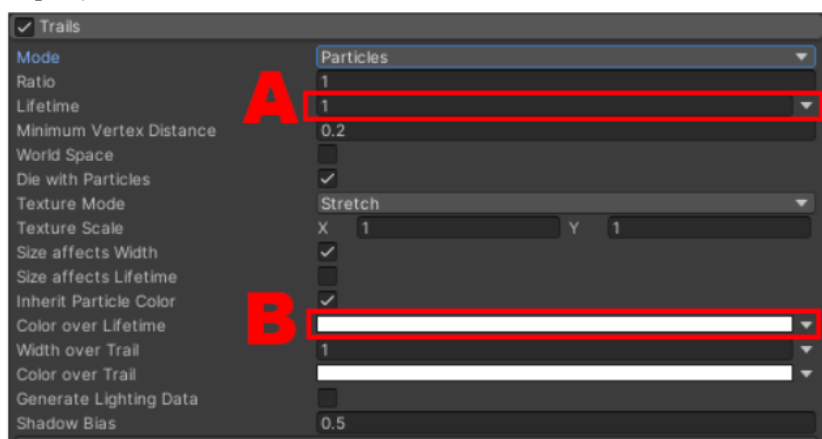 Trails
Mode Particles
Ratio 1
A
Lifetime 1
Minimum Vertex Distance 0.2
World Space
Die with Particles
Texture Mode Stretch
Texture Scale X 1 Y 1
Size affects Width
Size affects Lifetime
Inherit Particle Color
B
Color over Lifetime
Width over Trail 1
Color over Trail
Generate Lighting Data
Shadow Bias 0.5